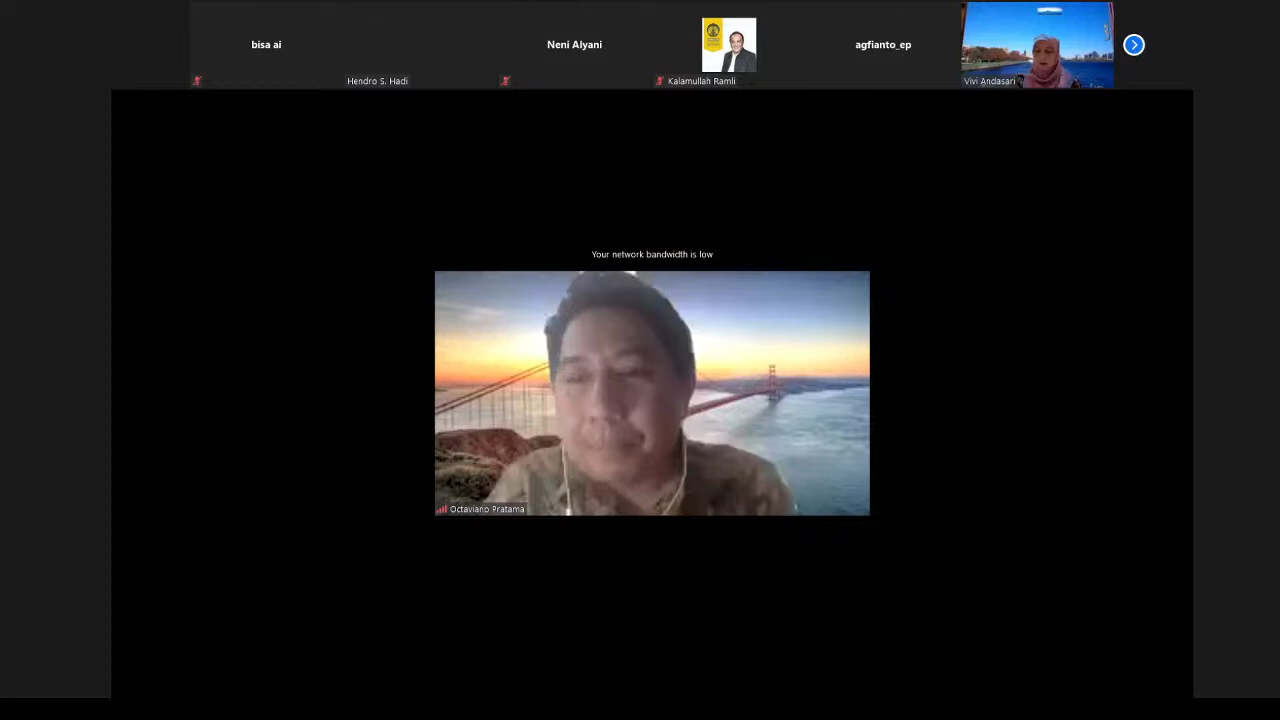 bisa ai
Hendro S. Hadi
Neni Alyani
Kalamullah Ramli
agfianto_ep
Vivi Andasari
Your network bandwidth is low
Octaviano Pratama